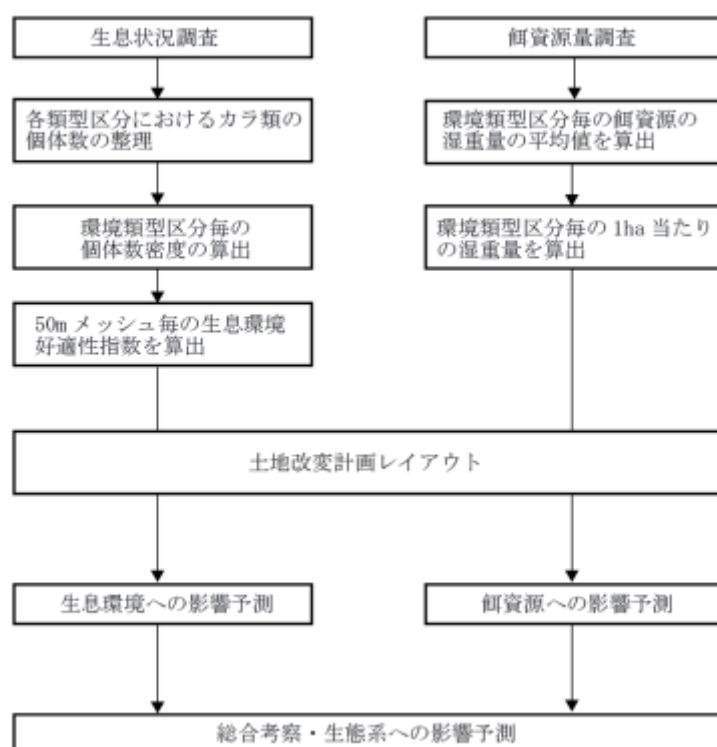 生息状況調査
各類型区分におけるカラ類の
個体数の整理
環境類型区分毎の
個体数密度の算出
50m メッシュ毎の生息環境
好適性指数を算出
餌資源量調査
環境類型区分毎の餌資源の
湿重量の平均値を算出
環境類型区分毎の 1ha 当たり
の湿重量を算出
土地改変計画レイアウト
生息環境への影響予測
餌資源への影響予測
総合考察・生態系への影響予測